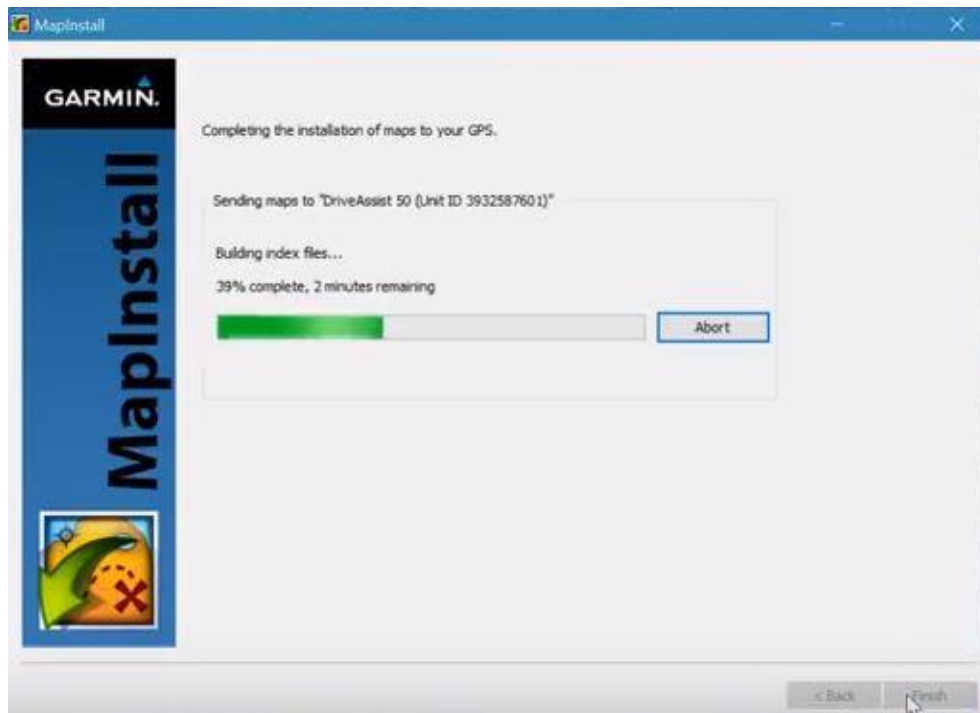 MapInstall
GARMIN.
MapInstall
Completing the installation of maps to your GPS.
Sending maps to "DriveAssist 50 (Unit ID 3932587601)"
Building index files...
39% complete, 2 minutes remaining
Abort
< Back
Finish